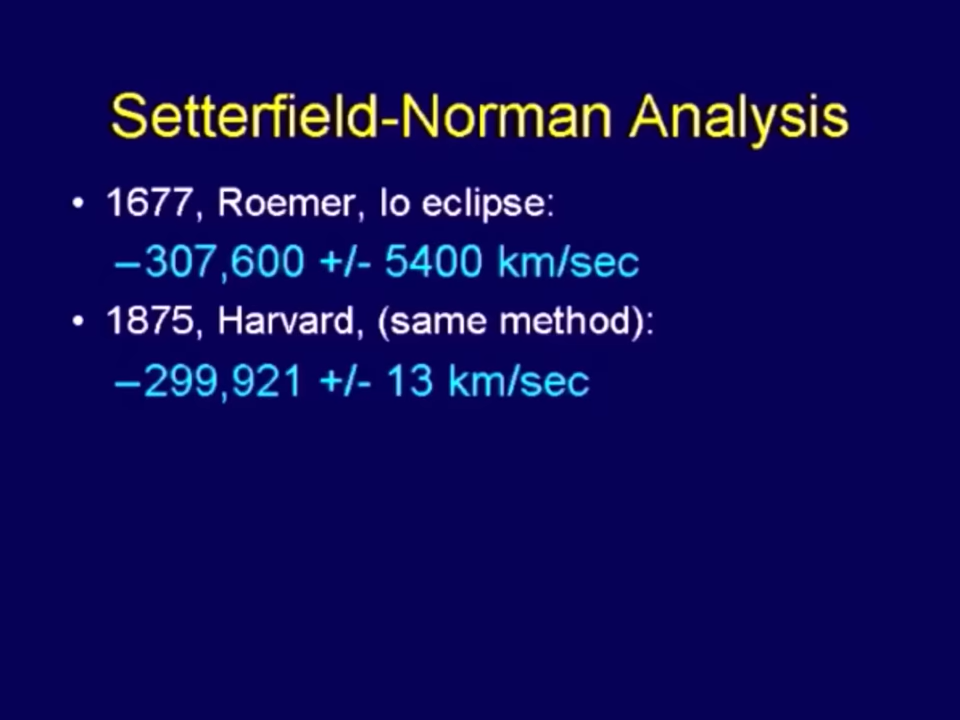 Setterfield-Norman Analysis
• 1677, Roemer, Io eclipse:
–307,600 +/- 5400 km/sec
• 1875, Harvard, (same method):
–299,921 +/- 13 km/sec